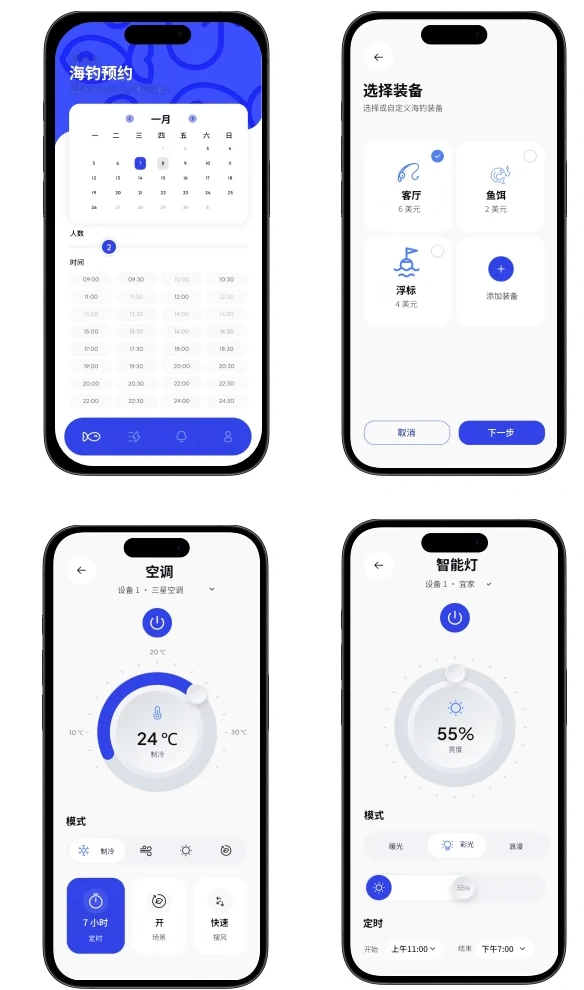 海钓预约
一月
一 二 三 四 五 六 日
1 2 3 4
5 6 7 8 9 10 11
12 13 14 15 16 17 18
19 20 21 22 23 24 25
26 27 28 29 30 31
人数
2
时间
09:00 09:30 10:00 10:30
11:00 11:30 12:00 12:30
13:00 13:30 14:00 14:30
15:00 15:30 16:00 16:30
17:00 17:30 18:00 18:30
19:00 19:30 20:00 20:30
20:00 20:30 22:00 22:30
22:00 22:30 24:00 24:30
选择装备
选择或自定义海钓装备
客厅
6 美元
鱼饵
2 美元
浮标
4 美元
添加装备
取消
下一步
空调
设备 1 · 三星空调
20 ℃
10 ℃
30 ℃
24 ℃
制冷
模式
制冷
7 小时
定时
开
场景
快速
摆风
智能灯
设备 1 · 宜家
55%
亮度
模式
暖光
彩光
浪漫
55%
定时
开始 上午11:00
结束 下午7:00